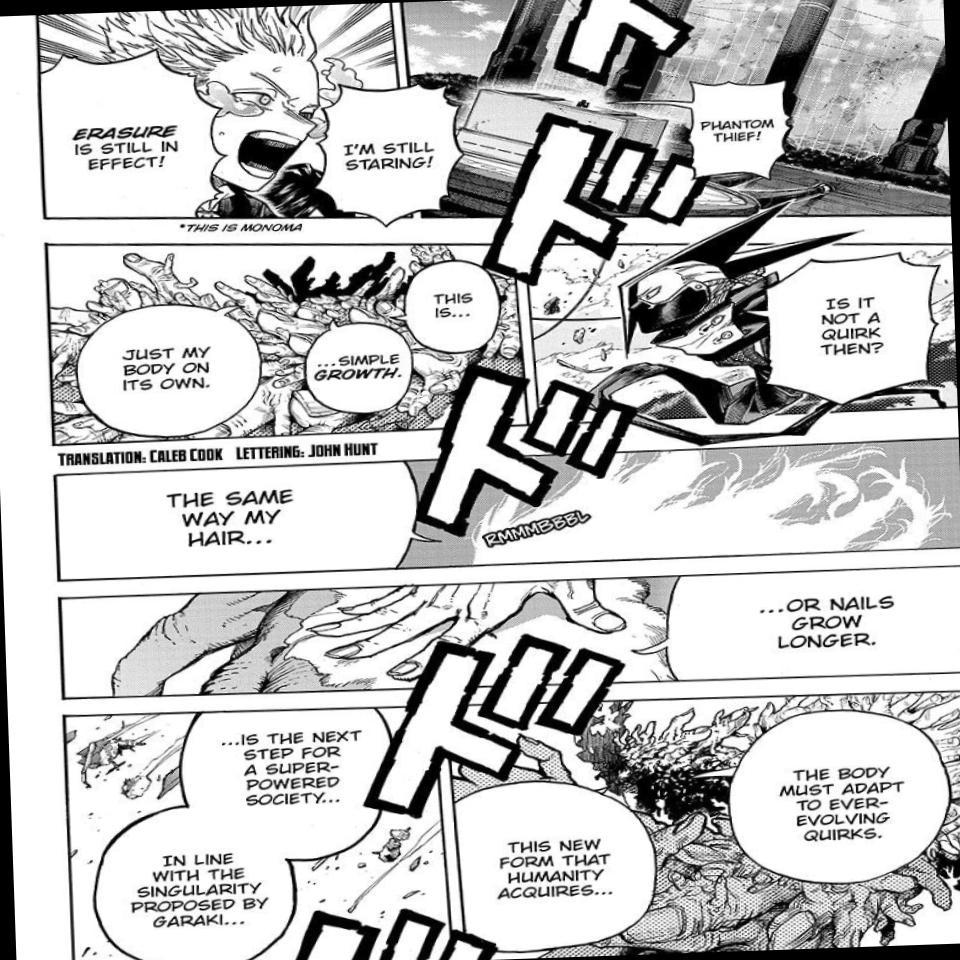 PHANTOM
THIEF!
I'M STILL
STARING!
ERASURE
IS STILL IN
EFFECT!
*THIS IS MONOMA
IS IT
NOT A
QUIRK
THEN?
THIS
IS...
...SIMPLE
GROWTH.
JUST MY
BODY ON
ITS OWN.
TRANSLATION: CALEB COOK LETTERING: JOHN HUNT
THE SAME
WAY MY
HAIR...
RMMMBBBL
...OR NAILS
GROW
LONGER.
THE BODY
MUST ADAPT
TO EVER-
EVOLVING
QUIRKS.
THIS NEW
FORM THAT
HUMANITY
ACQUIRES...
...IS THE NEXT
STEP FOR
A SUPER-
POWERED
SOCIETY...
IN LINE
WITH THE
SINGULARITY
PROPOSED BY
GARAKI...
ド
ド
ド
ド
ド